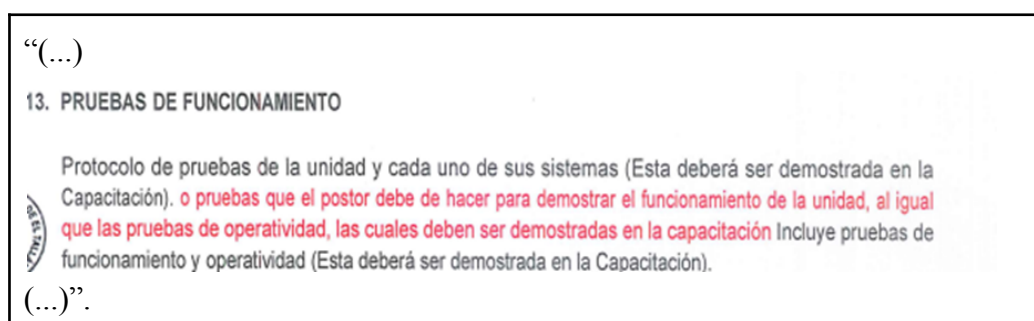 “(...)
13. PRUEBAS DE FUNCIONAMIENTO
Protocolo de pruebas de la unidad y cada uno de sus sistemas (Esta deberá ser demostrada en la
Capacitación). o pruebas que el postor debe de hacer para demostrar el funcionamiento de la unidad, al igual
que las pruebas de operatividad, las cuales deben ser demostradas en la capacitación Incluye pruebas de
funcionamiento y operatividad (Esta deberá ser demostrada en la Capacitación).
(...)”.